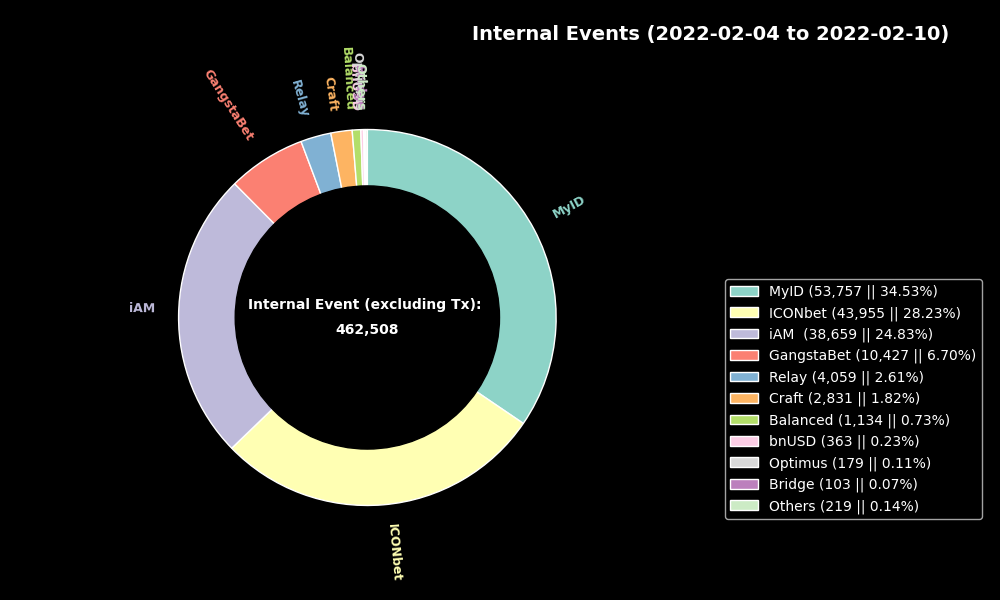 Internal Events (2022-02-04 to 2022-02-10)
Balanced
GangstaBet
Relay
Craft
MyID
iAM
Internal Event (excluding Tx):
462,508
ICONbet
MyID (53,757 || 34.53%)
ICONbet (43,955 || 28.23%)
iAM  (38,659 || 24.83%)
GangstaBet (10,427 || 6.70%)
Relay (4,059 || 2.61%)
Craft (2,831 || 1.82%)
Balanced (1,134 || 0.73%)
bnUSD (363 || 0.23%)
Optimus (179 || 0.11%)
Bridge (103 || 0.07%)
Others (219 || 0.14%)